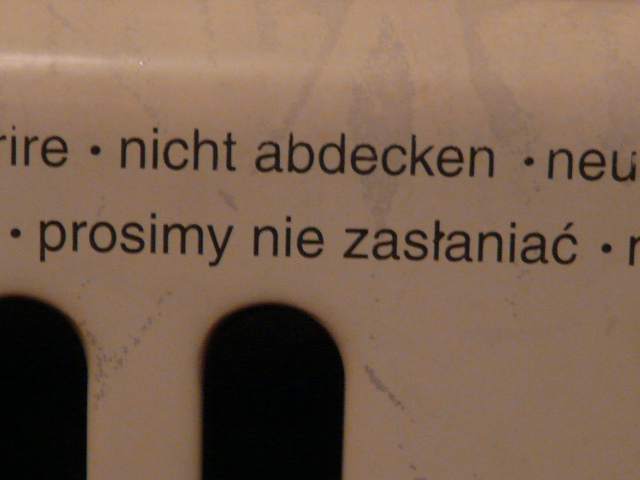 rire • nicht abdecken • neu
• prosimy nie zasłaniać •